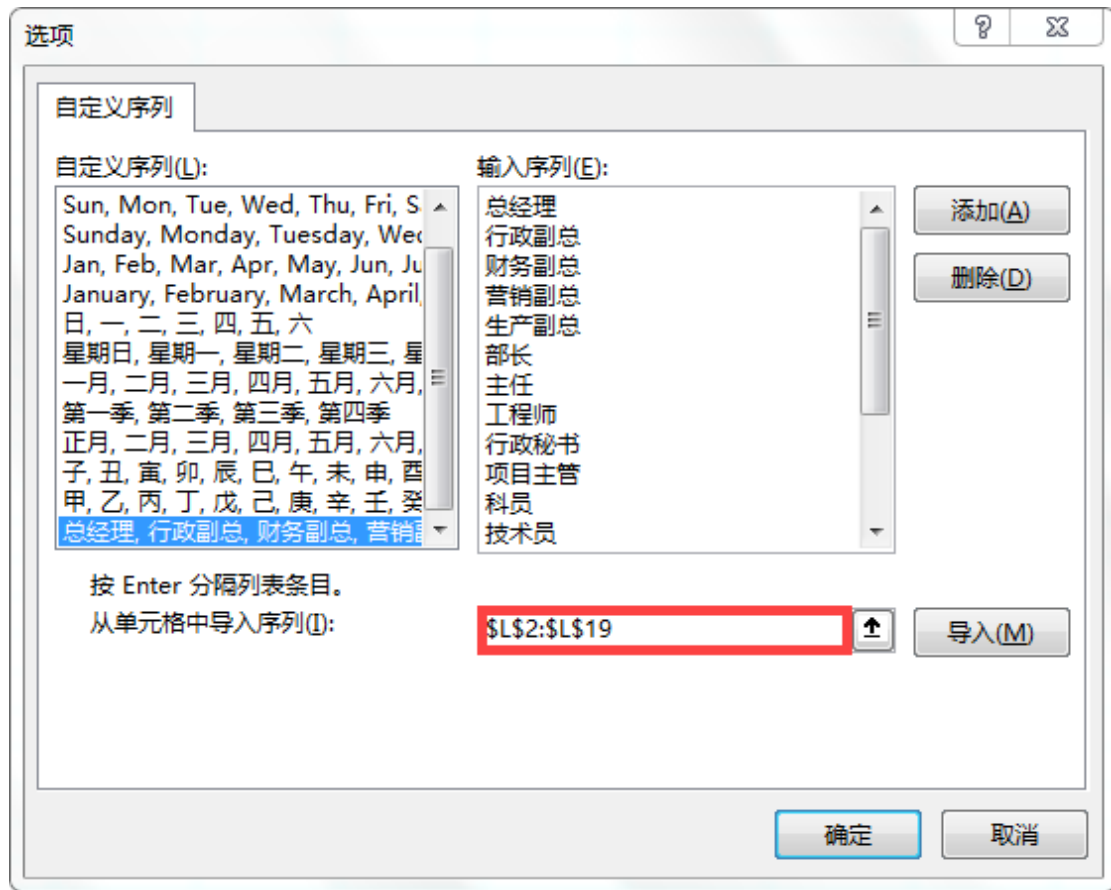 选项
自定义序列
自定义序列(L):
Sun, Mon, Tue, Wed, Thu, Fri, S
Sunday, Monday, Tuesday, Wed
Jan, Feb, Mar, Apr, May, Jun, Ju
January, February, March, April,
日, 一, 二, 三, 四, 五, 六
星期日, 星期一, 星期二, 星期三, 星
一月, 二月, 三月, 四月, 五月, 六月,
第一季, 第二季, 第三季, 第四季
正月, 二月, 三月, 四月, 五月, 六月,
子, 丑, 寅, 卯, 辰, 巳, 午, 未, 申, 酉
甲, 乙, 丙, 丁, 戊, 己, 庚, 辛, 壬, 癸
总经理, 行政副总, 财务副总, 营销副
输入序列(E):
总经理
行政副总
财务副总
营销副总
生产副总
部长
主任
工程师
行政秘书
项目主管
科员
技术员
添加(A)
删除(D)
按 Enter 分隔列表条目。
从单元格中导入序列(I):
$L$2:$L$19
导入(M)
确定
取消